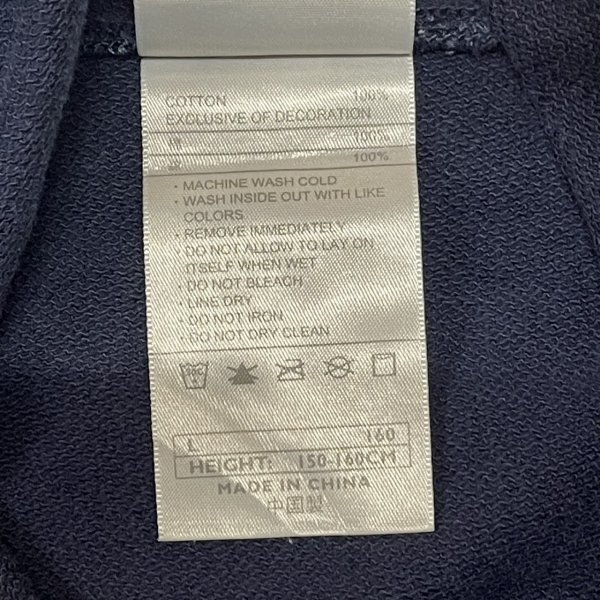 COTTON 100%
EXCLUSIVE OF DECORATION
棉 100%
綿 100%
· MACHINE WASH COLD
· WASH INSIDE OUT WITH LIKE
COLORS
· REMOVE IMMEDIATELY
· DO NOT ALLOW TO LAY ON
ITSELF WHEN WET
· DO NOT BLEACH
· LINE DRY
· DO NOT IRON
· DO NOT DRY CLEAN
L 160
HEIGHT: 150-160CM
MADE IN CHINA
中国製